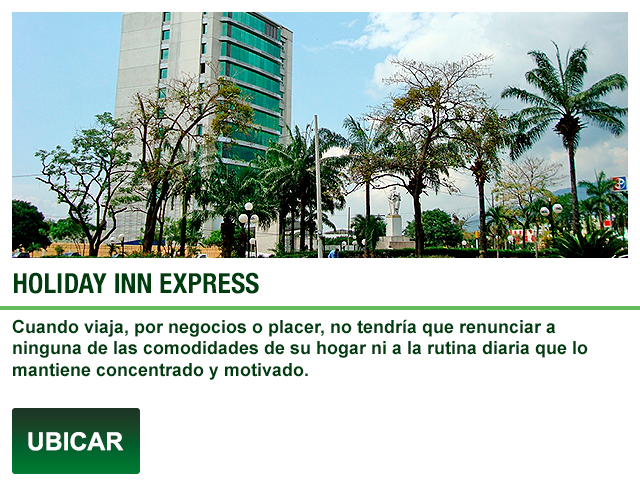 HOLIDAY INN EXPRESS
Cuando viaja, por negocios o placer, no tendría que renunciar a
ninguna de las comodidades de su hogar ni a la rutina diaria que lo
mantiene concentrado y motivado.
UBICAR